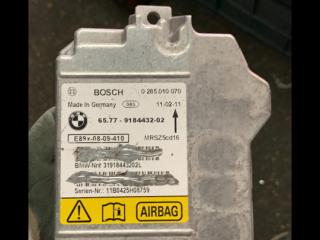 BOSCH 0 285 010 070
Made in Germany 11-02-11
65.77 - 9184432-02
E89x-08-09-410 MRSZ5cd16
BMW-Nr#: 31918443202L
Serien-Nr.: 11B0425H08759
AIRBAG